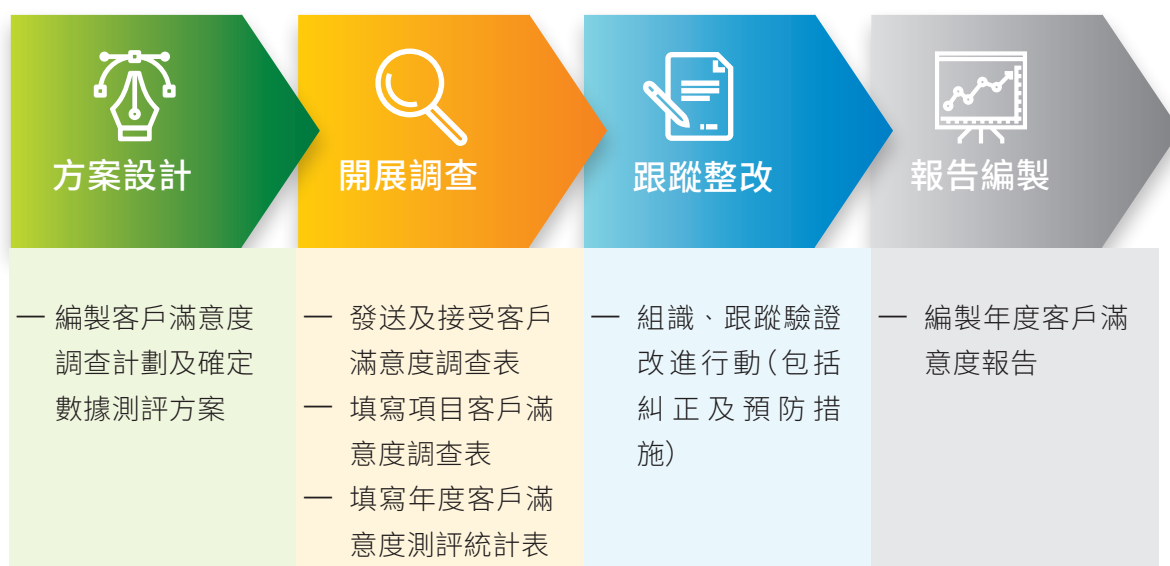 方案設計
開展調查
跟蹤整改
報告編製
— 編製客戶滿意度
調查計劃及確定
數據測評方案
— 發送及接受客戶
滿意度調查表
— 填寫項目客戶滿
意度調查表
— 填寫年度客戶滿
意度測評統計表
— 組識、跟蹤驗證
改進行動(包括
糾正及預防措
施)
— 編製年度客戶滿
意度報告